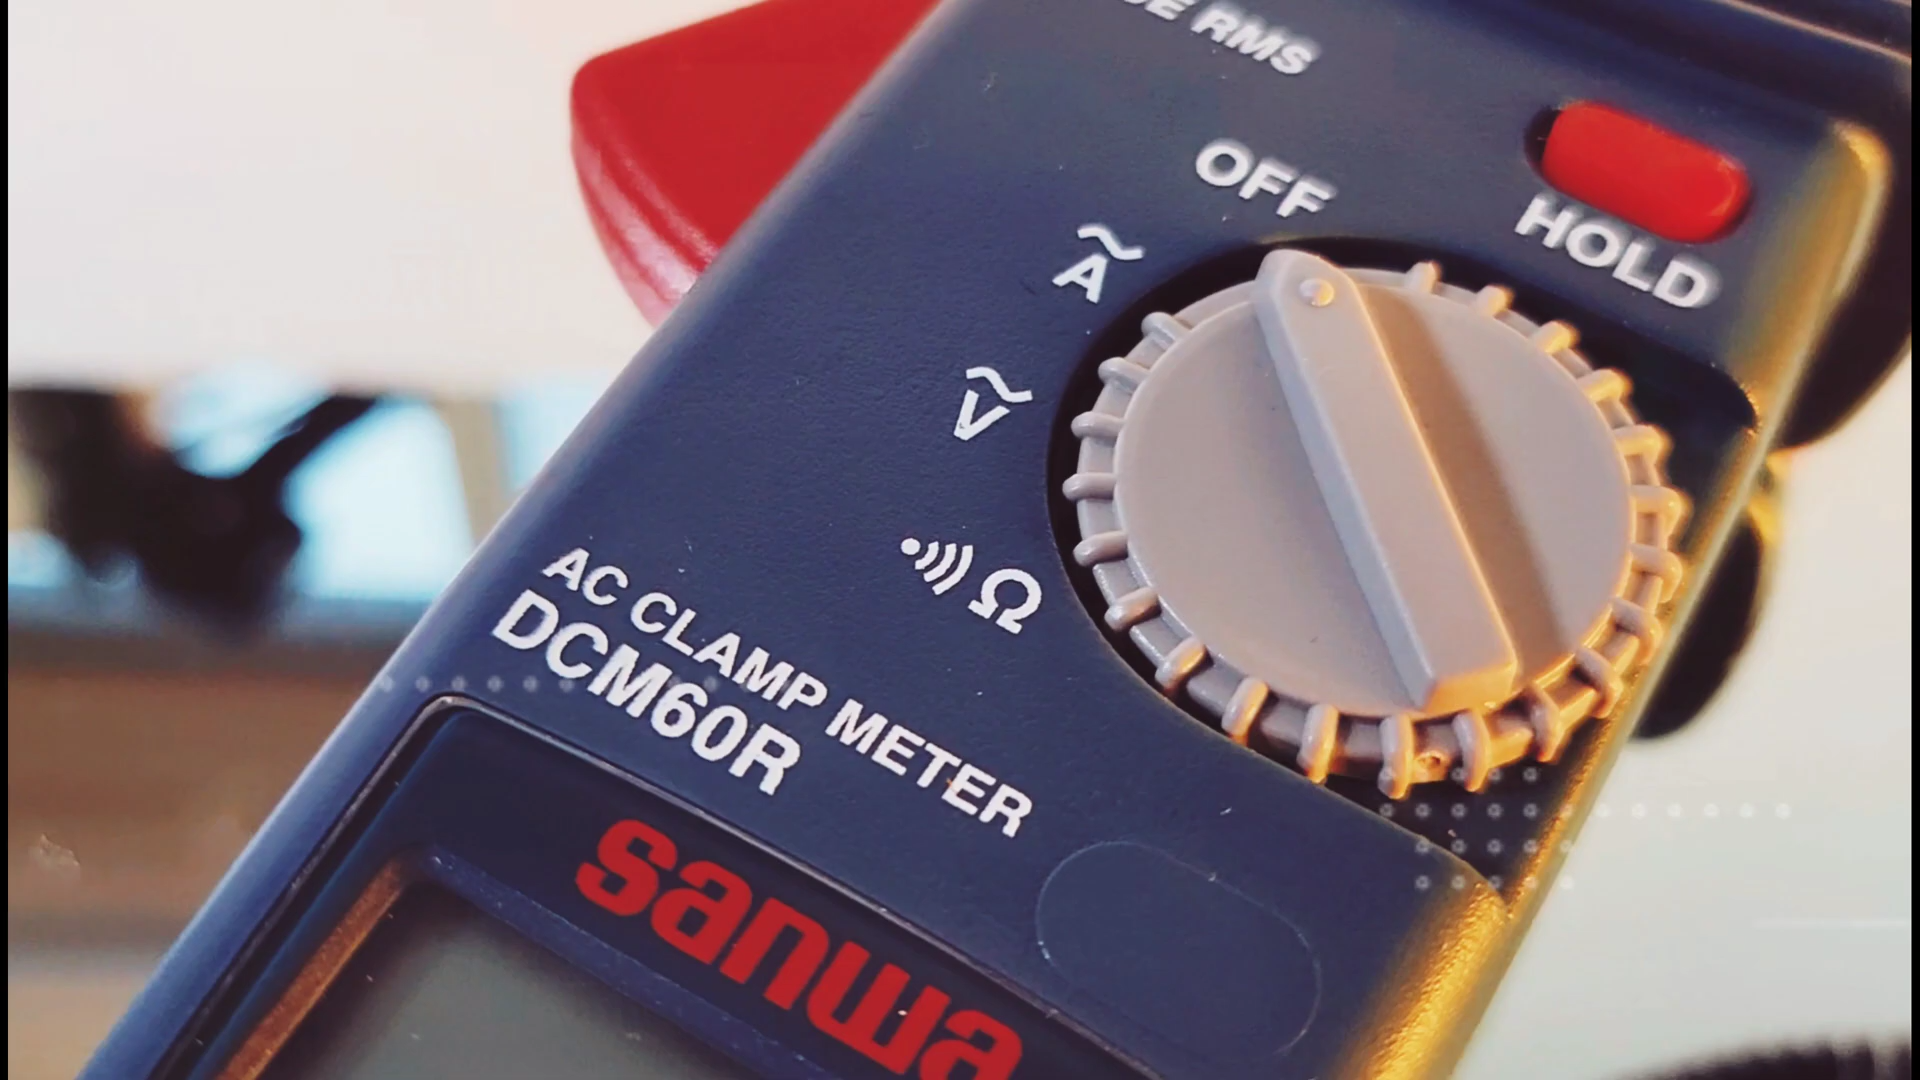 RMS
OFF
HOLD
A
V
Ω
AC CLAMP METER
DCM60R
sanwa